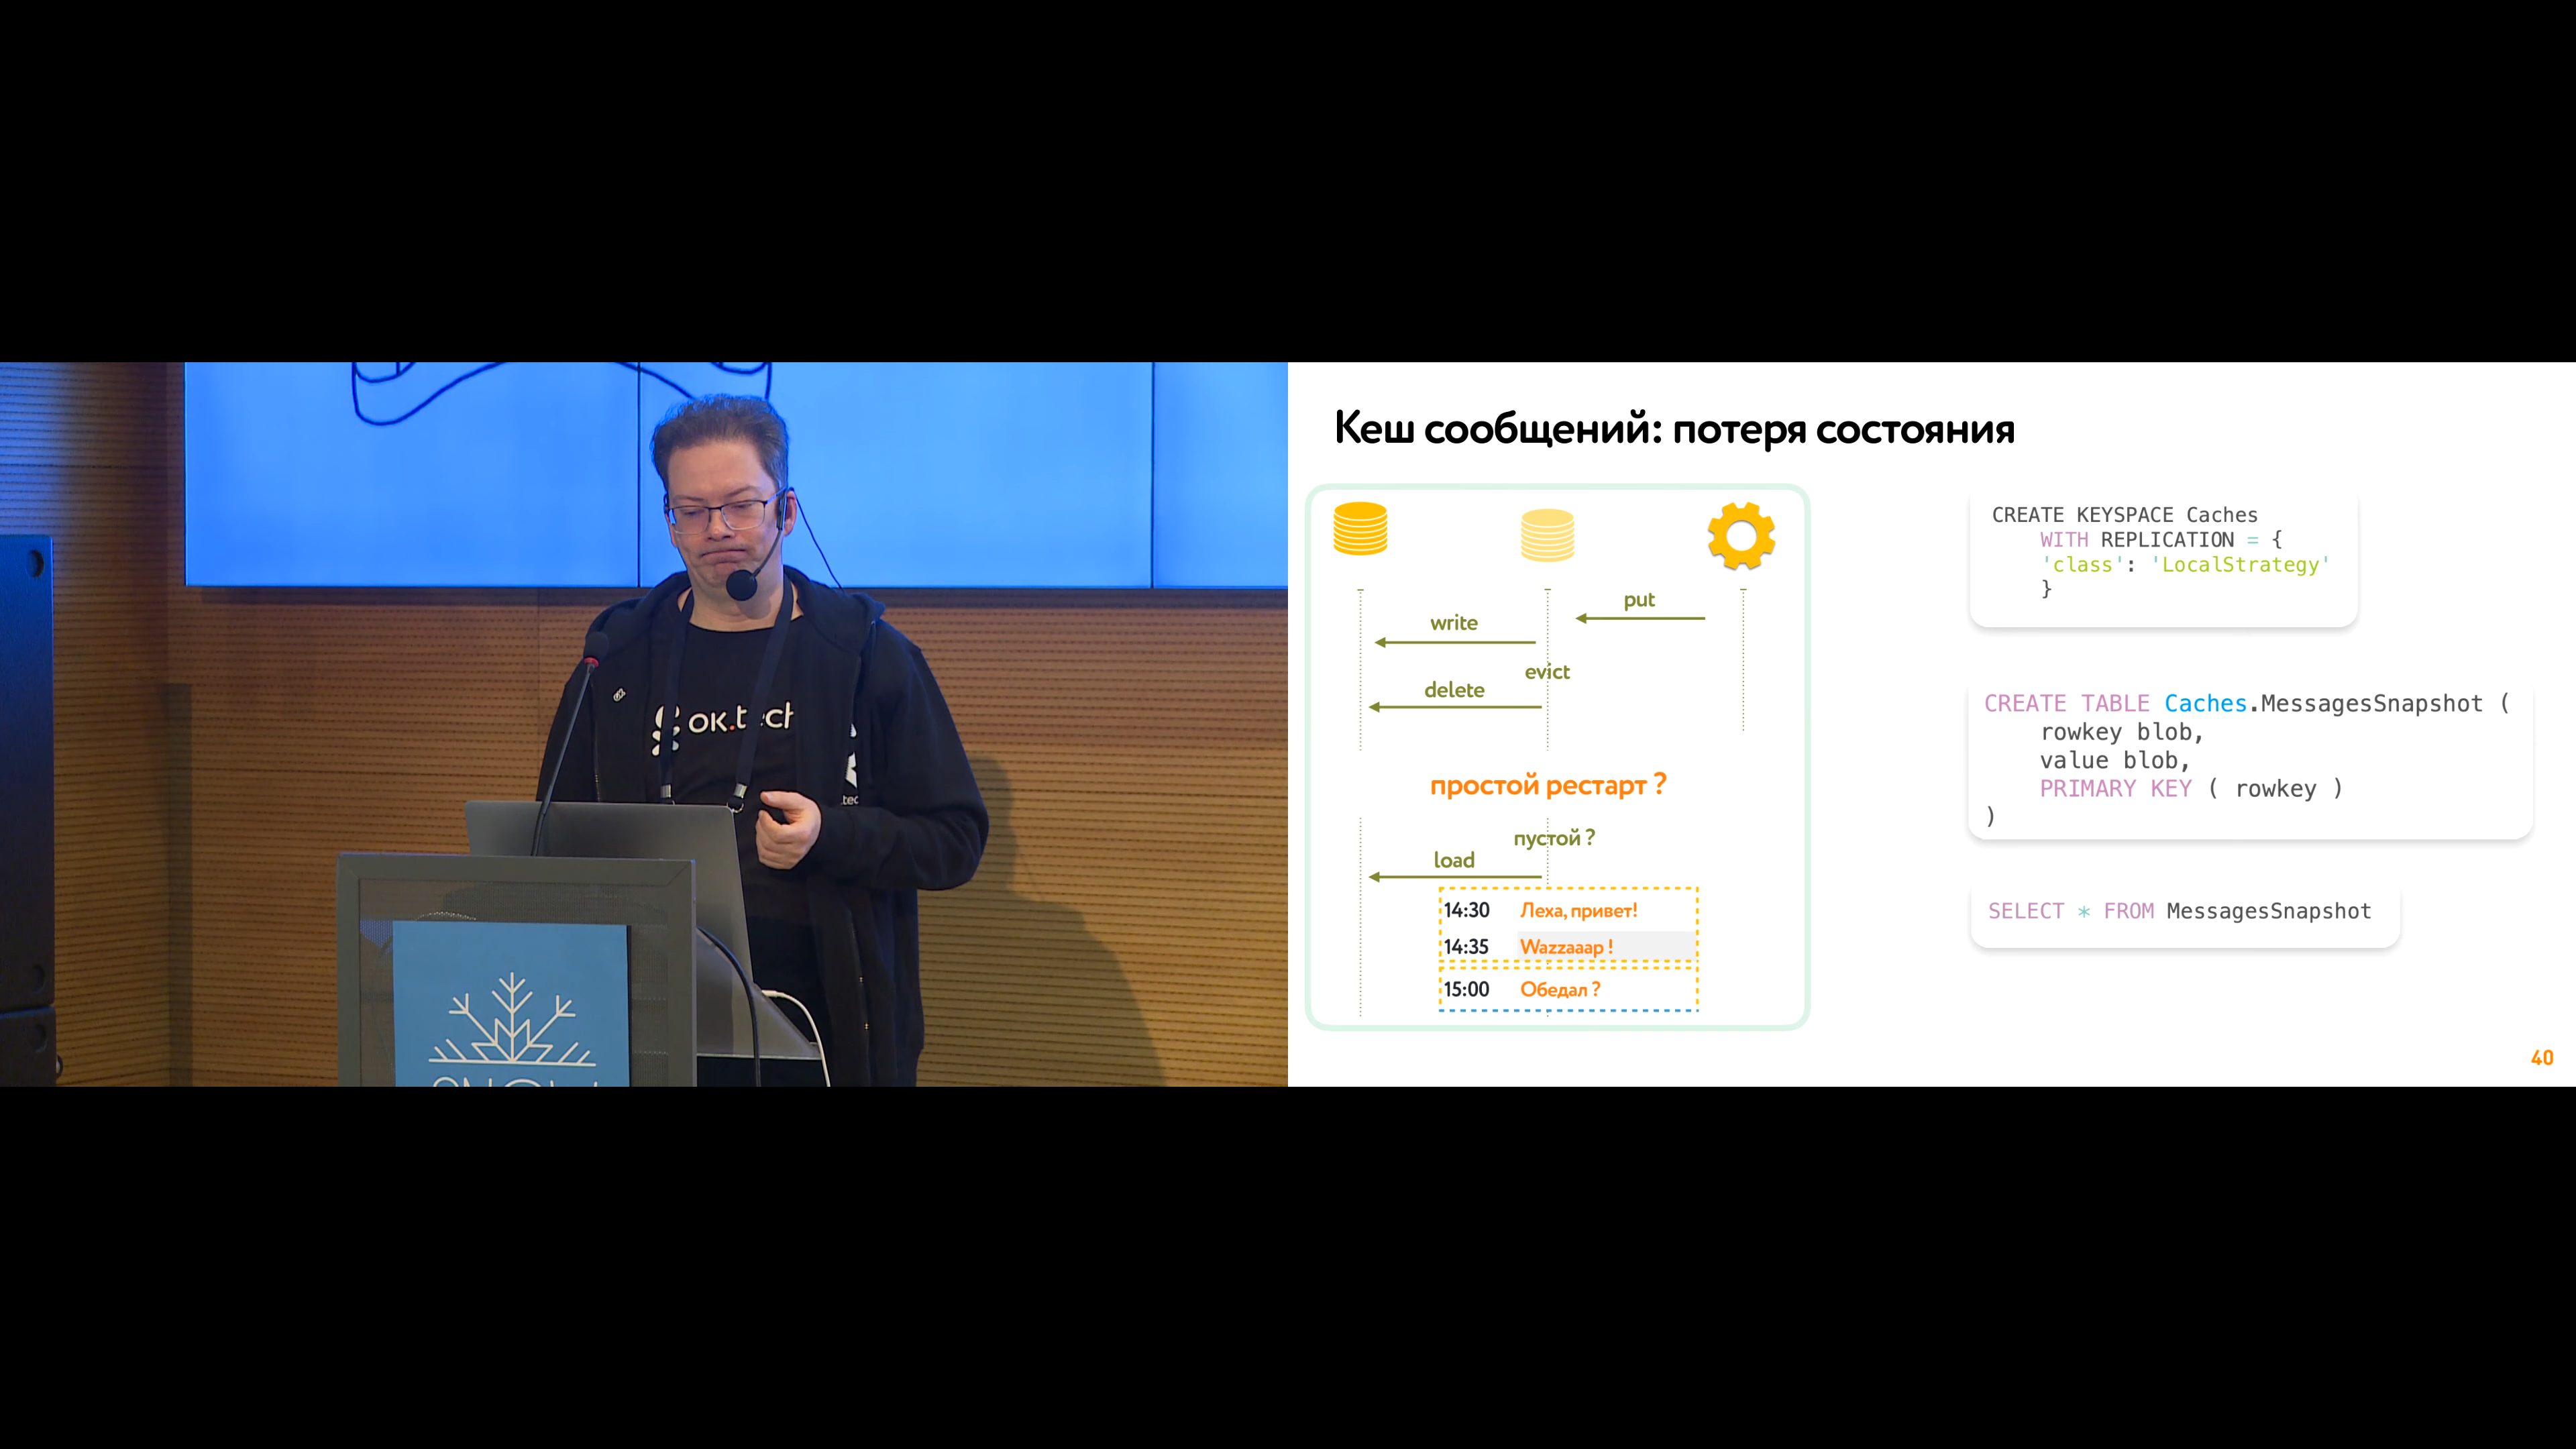 ok.tech
Кеш сообщений: потеря состояния
put
write
evict
delete
простой рестарт ?
пустой ?
load
14:30 Леха, привет!
14:35 Wazzaaap !
15:00 Обедал ?
CREATE KEYSPACE Caches
WITH REPLICATION = {
'class': 'LocalStrategy'
}
CREATE TABLE Caches.MessagesSnapshot (
rowkey blob,
value blob,
PRIMARY KEY ( rowkey )
)
SELECT * FROM MessagesSnapshot
40